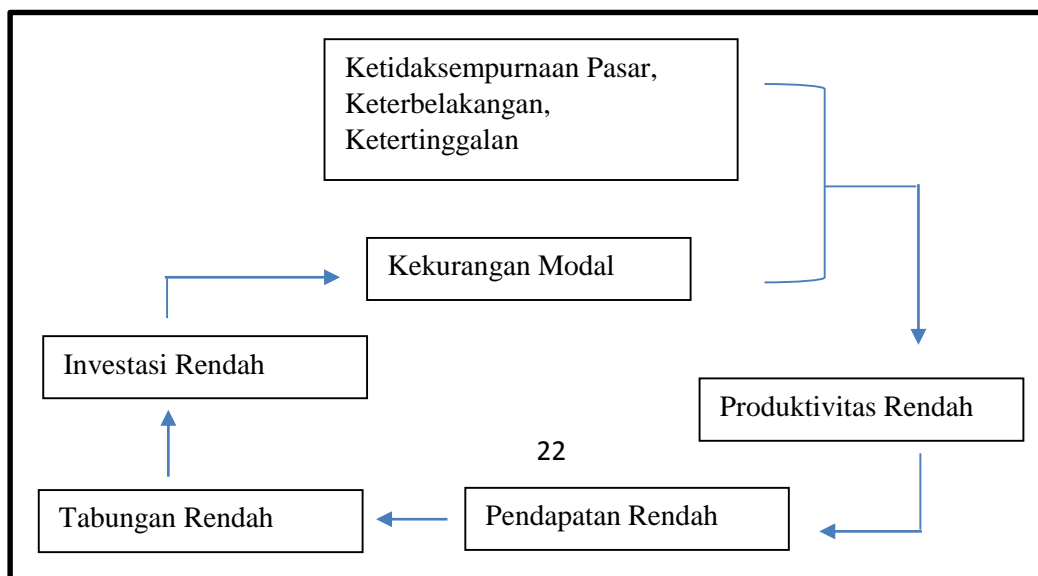 Ketidaksempurnaan Pasar,
Keterbelakangan,
Ketertinggalan
Kekurangan Modal
Investasi Rendah
Produktivitas Rendah
22
Tabungan Rendah
Pendapatan Rendah